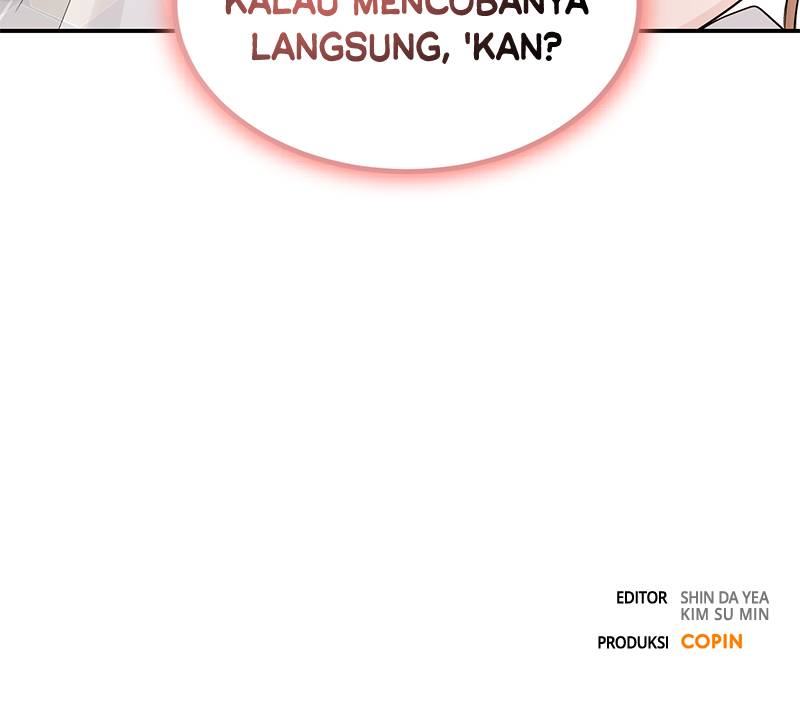 KALAU MENCOBANYA
LANGSUNG, 'KAN?
EDITOR SHIN DA YEA
KIM SU MIN
PRODUKSI COPIN